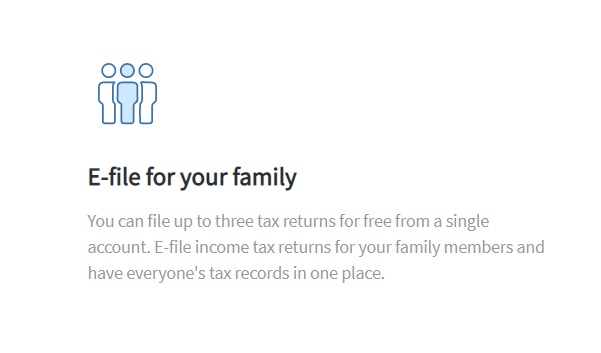 E-file for your family
You can file up to three tax returns for free from a single
account. E-file income tax returns for your family members and
have everyone's tax records in one place.